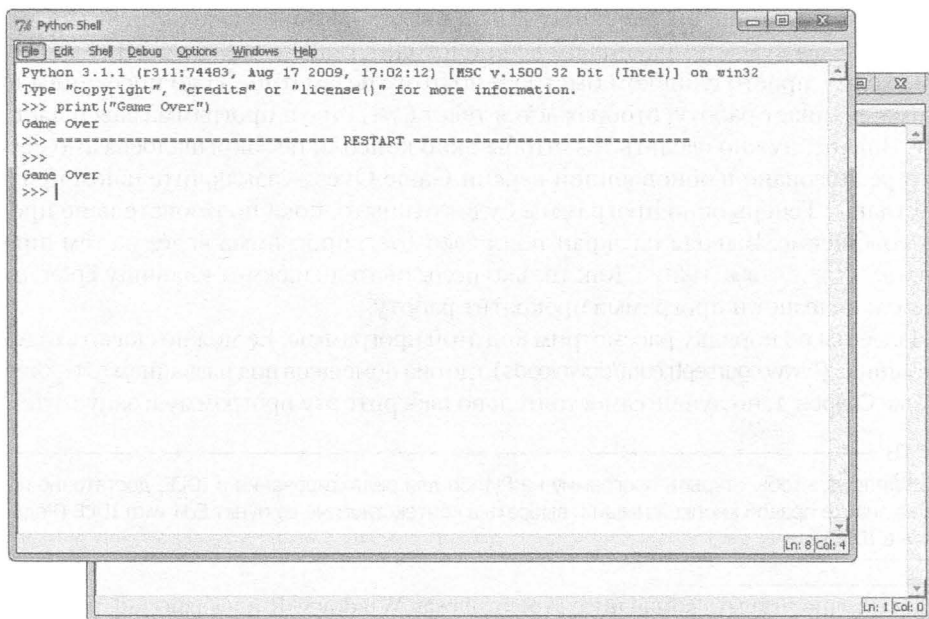 Python Shell
File Edit Shell Debug Options Windows Help
Python 3.1.1 (r311:74483, Aug 17 2009, 17:02:12) [MSC v.1500 32 bit (Intel)] on win32
Type "copyright", "credits" or "license()" for more information.
>>> print("Game Over")
Game Over
>>> ================================ RESTART ================================
>>>
Game Over
>>>
Ln: 8 Col: 4
Ln: 1 Col: 0